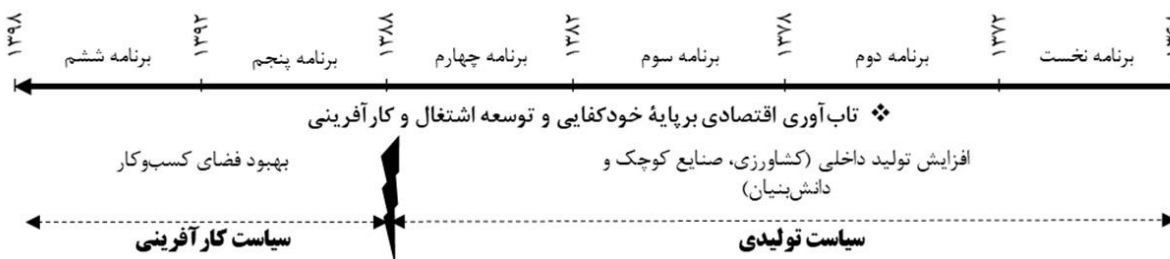 ۱۳۷۲ ۱۳۷۸ ۱۳۸۲ ۱۳۸۸ ۱۳۹۲ ۱۳۹۸
برنامه نخست برنامه دوم برنامه سوم برنامه چهارم برنامه پنجم برنامه ششم
❖ تاب‌آوری اقتصادی برپایۀ خودکفایی و توسعه اشتغال و کارآفرینی
افزایش تولید داخلی (کشاورزی، صنایع کوچک و
دانش‌بنیان)
بهبود فضای کسب‌وکار
سیاست تولیدی
سیاست کارآفرینی